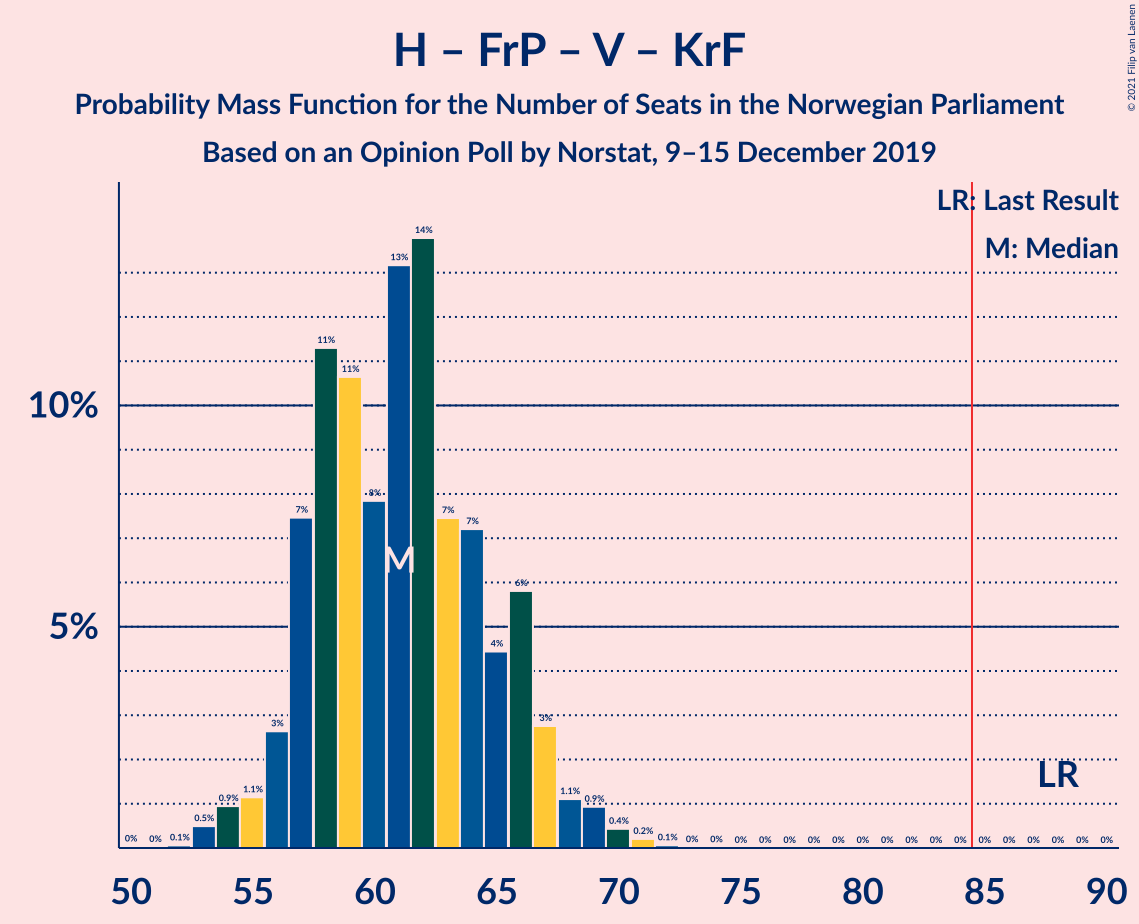 H – FrP – V – KrF
Probability Mass Function for the Number of Seats in the Norwegian Parliament
Based on an Opinion Poll by Norstat, 9–15 December 2019
© 2021 Filip van Laenen
LR: Last Result
M: Median
10%
5%
0% 0% 0.1% 0.5% 0.9% 1.1% 3% 7% 11% 11% 8% 13% 14% 7% 7% 4% 6% 3% 1.1% 0.9% 0.4% 0.2% 0.1% 0% 0% 0% 0% 0% 0% 0% 0% 0% 0% 0% 0% 0% 0% 0% 0% 0% 0%
M
LR
50 55 60 65 70 75 80 85 90